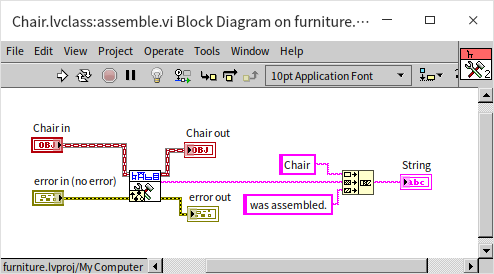 Chair.lvclass:assemble.vi Block Diagram on furniture....
File Edit View Project Operate Tools Window Help
10pt Application Font
2
Chair in
OBJ
Chair out
OBJ
error in (no error)
error out
Chair
was assembled.
String
abc
furniture.lvproj/My Computer